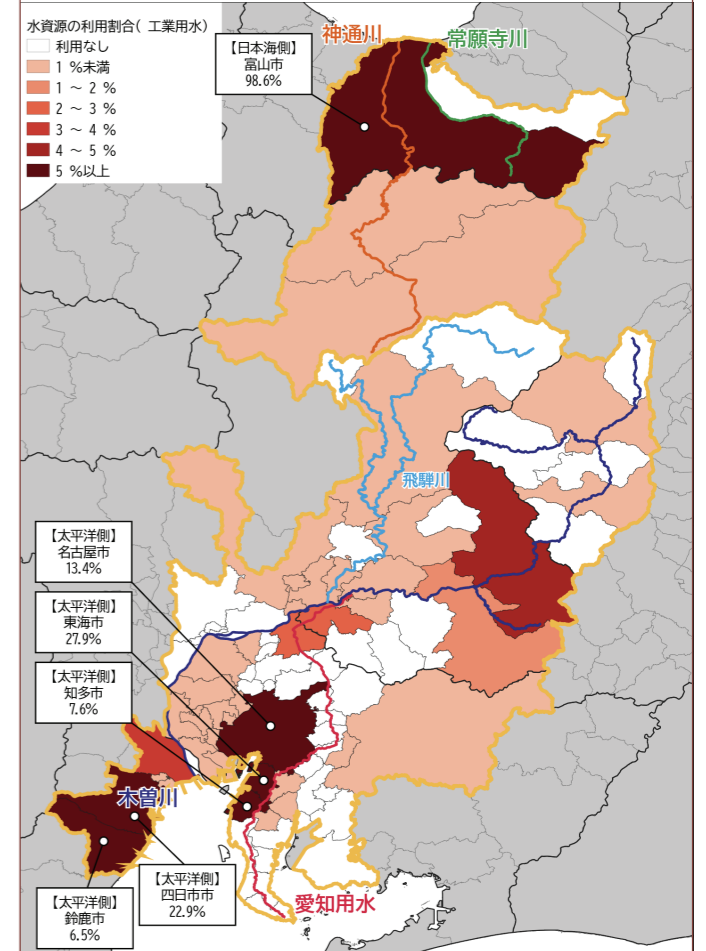 水資源の利用割合( 工業用水)
利用なし
1 %未満
1 ～ 2 %
2 ～ 3 %
3 ～ 4 %
4 ～ 5 %
5 %以上
【日本海側】
富山市
98.6%
神通川
常願寺川
飛騨川
【太平洋側】
名古屋市
13.4%
【太平洋側】
東海市
27.9%
【太平洋側】
知多市
7.6%
木曽川
【太平洋側】
四日市市
22.9%
【太平洋側】
鈴鹿市
6.5%
愛知用水